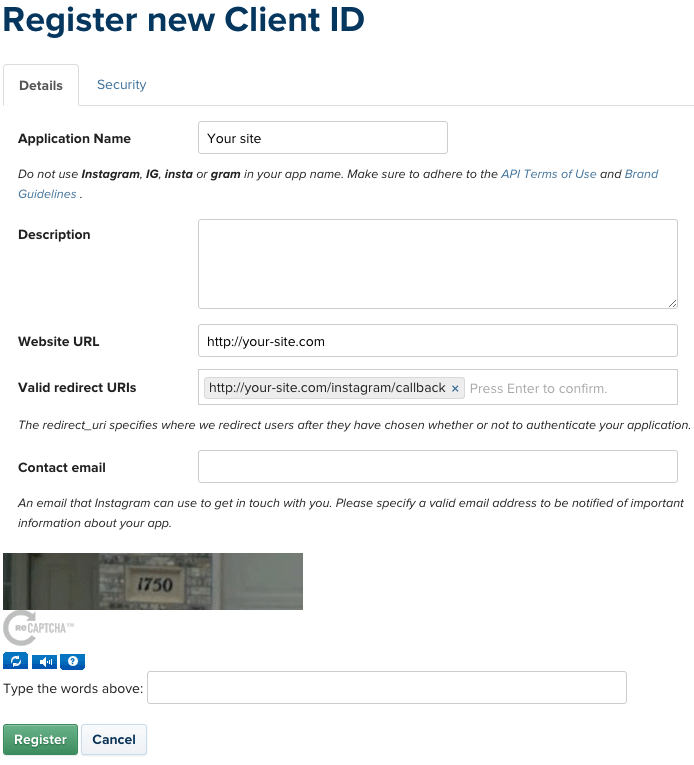 Register new Client ID
Details Security
Application Name Your site
Do not use Instagram, IG, insta or gram in your app name. Make sure to adhere to the API Terms of Use and Brand
Guidelines .
Description
Website URL http://your-site.com
Valid redirect URIs http://your-site.com/instagram/callback × Press Enter to confirm.
The redirect_uri specifies where we redirect users after they have chosen whether or not to authenticate your application.
Contact email
An email that Instagram can use to get in touch with you. Please specify a valid email address to be notified of important
information about your app.
1750
reCAPTCHA™
?
Type the words above:
Register Cancel